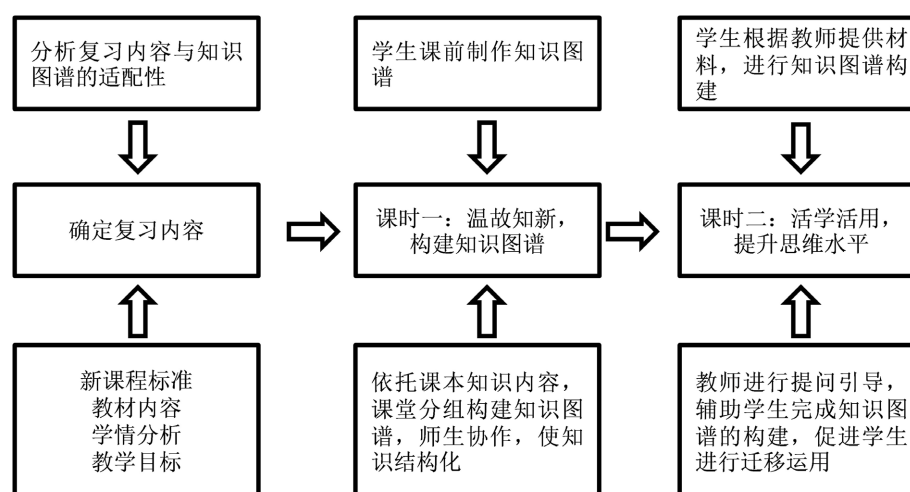 分析复习内容与知识
图谱的适配性
学生课前制作知识图
谱
学生根据教师提供材
料，进行知识图谱构
建
确定复习内容
课时一：温故知新，
构建知识图谱
课时二：活学活用，
提升思维水平
新课程标准
教材内容
学情分析
教学目标
依托课本知识内容，
课堂分组构建知识图
谱，师生协作，使知
识结构化
教师进行提问引导，
辅助学生完成知识图
谱的构建，促进学生
进行迁移运用